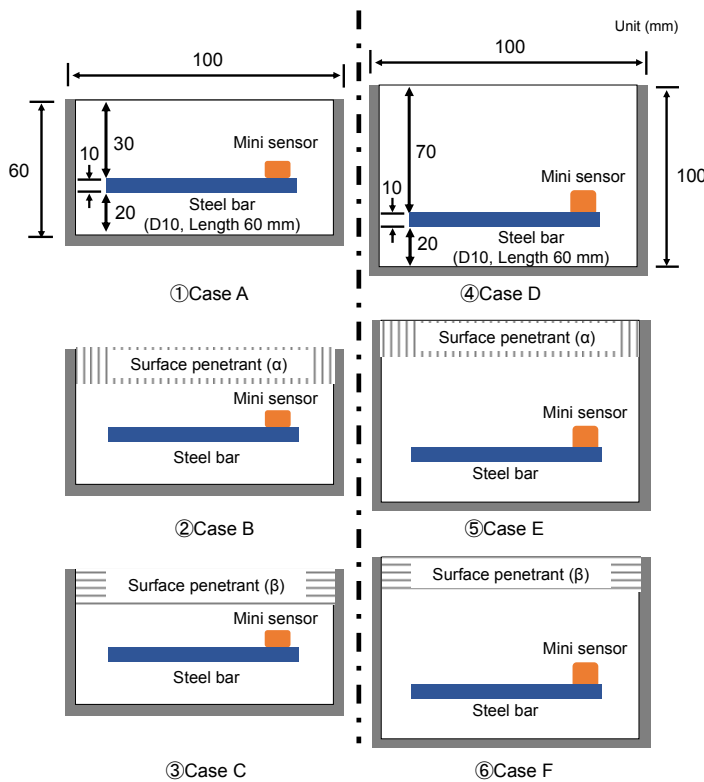 Unit (mm)
100
60
30
10
20
Mini sensor
Steel bar
(D10, Length 60 mm)
①Case A
100
100
70
10
20
Mini sensor
Steel bar
(D10, Length 60 mm)
④Case D
Surface penetrant (α)
Mini sensor
Steel bar
②Case B
Surface penetrant (α)
Mini sensor
Steel bar
⑤Case E
Surface penetrant (β)
Mini sensor
Steel bar
③Case C
Surface penetrant (β)
Mini sensor
Steel bar
⑥Case F